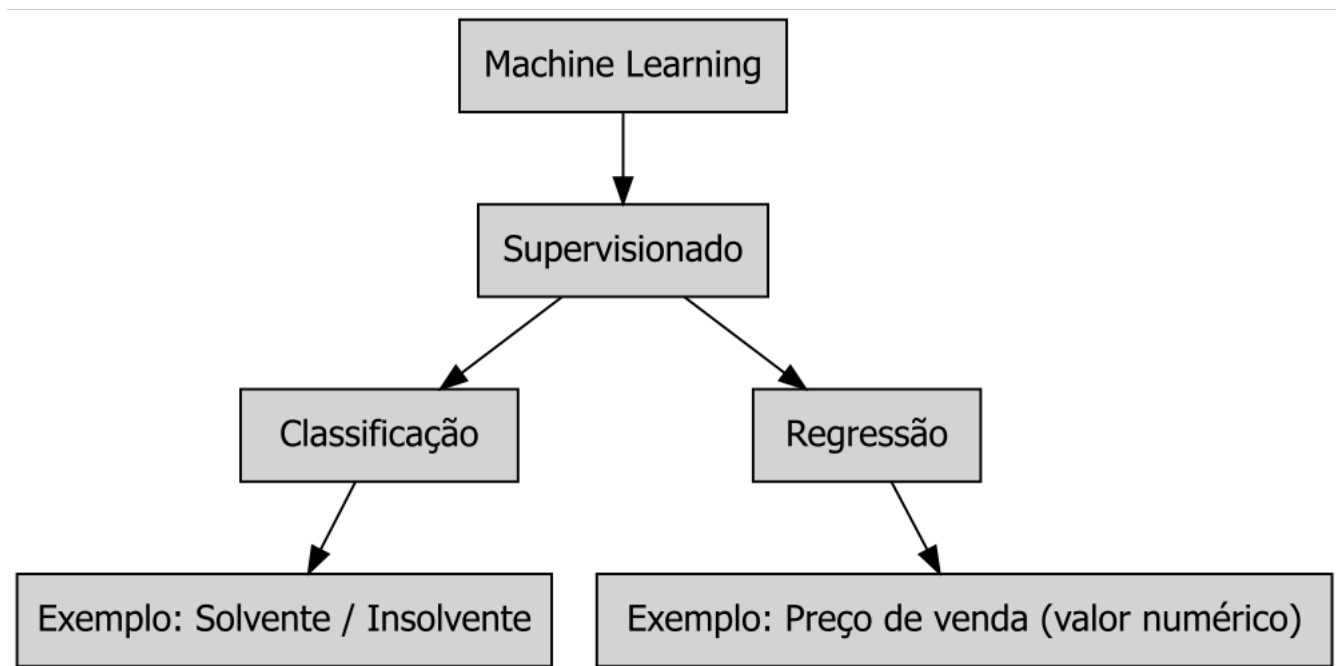 Machine Learning
Supervisionado
Classificação
Regressão
Exemplo: Solvente / Insolvente
Exemplo: Preço de venda (valor numérico)